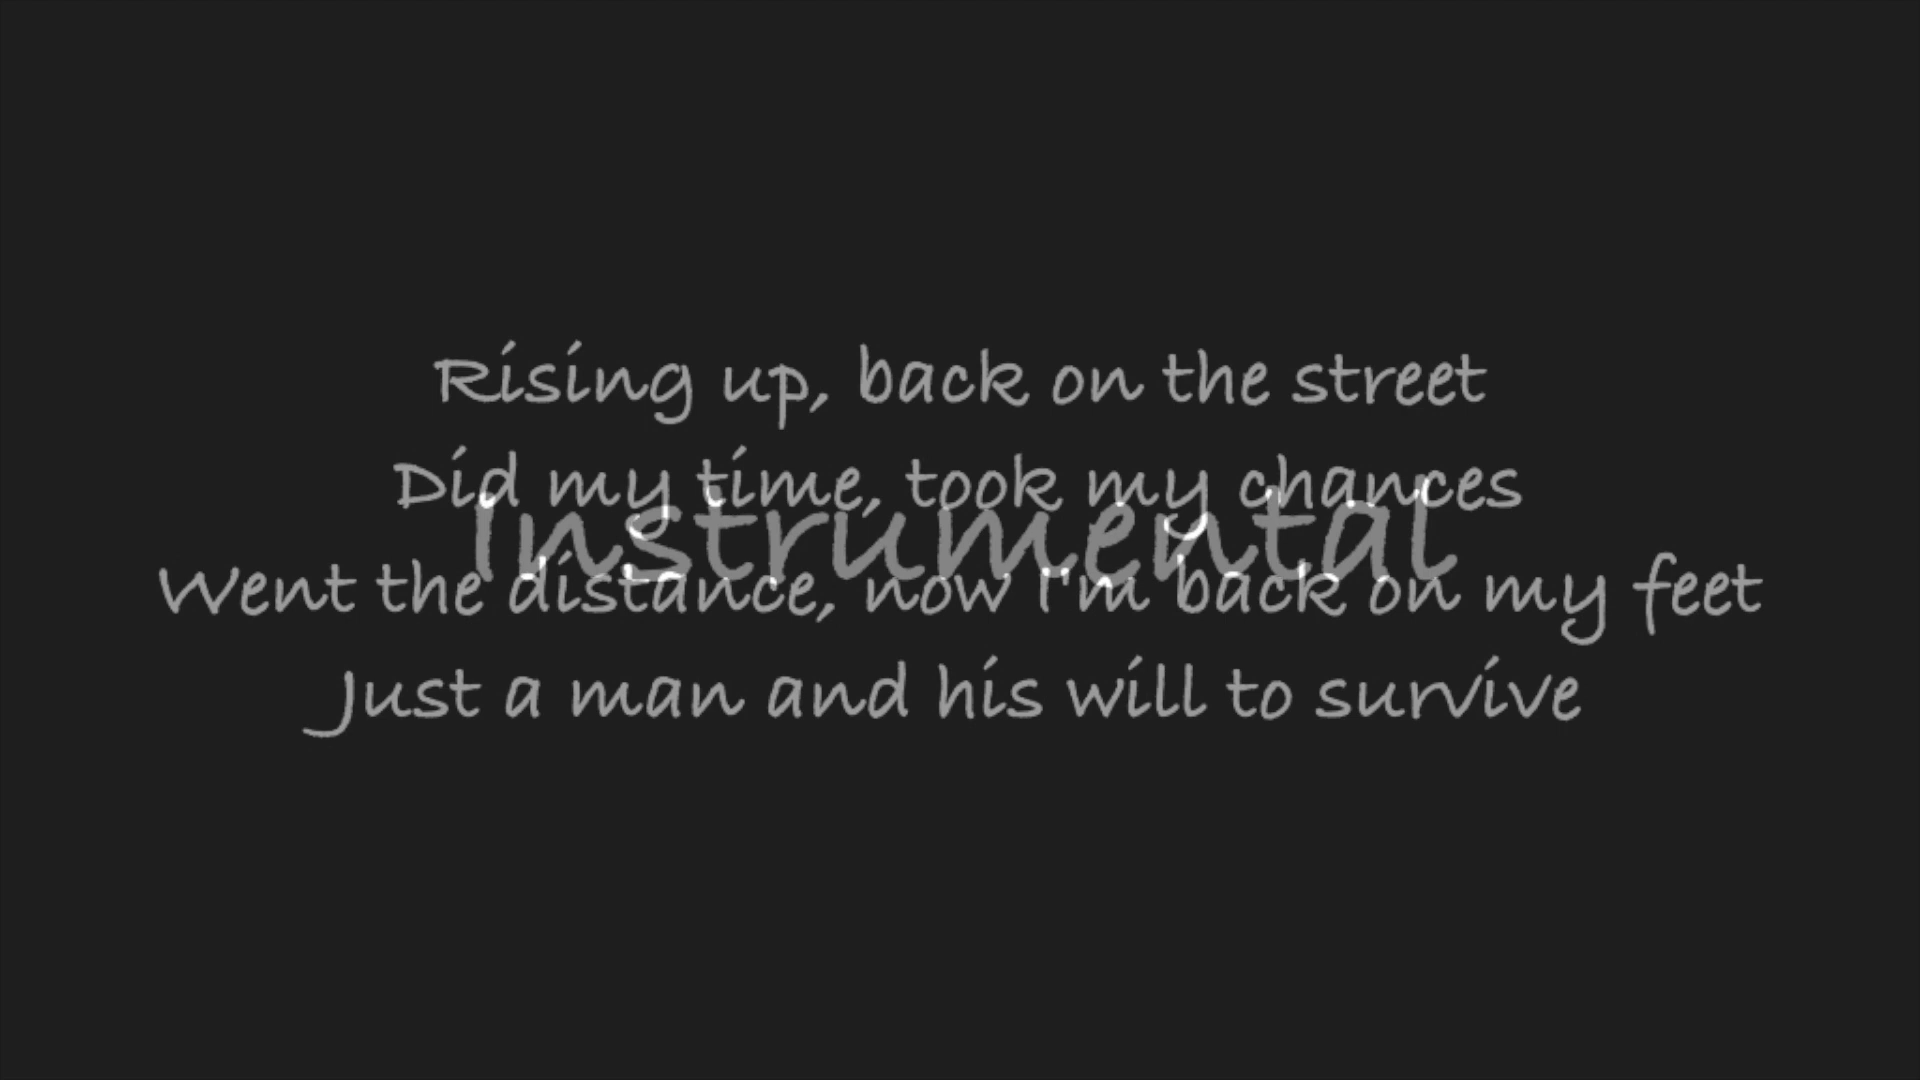 Rising up, back on the street
Did my time, took my chances
Instrumental
Went the distance, now I'm back on my feet
Just a man and his will to survive